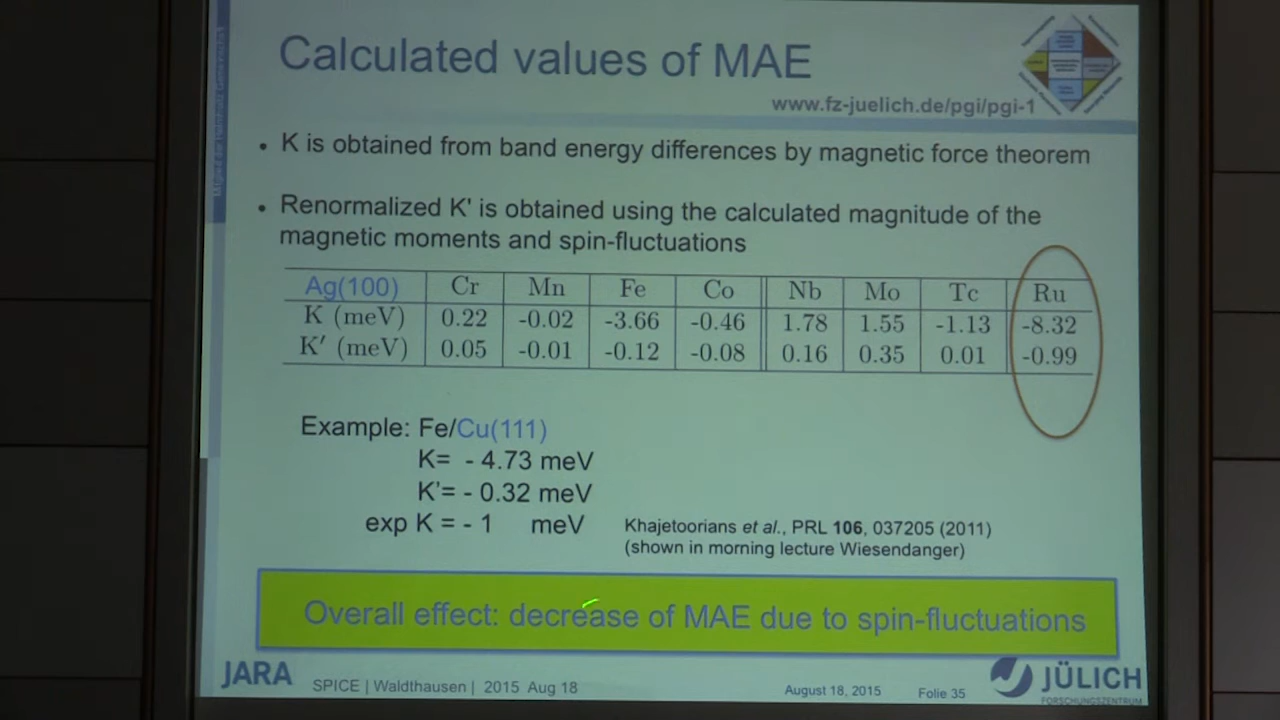 Calculated values of MAE
www.fz-juelich.de/pgi/pgi-1
• K is obtained from band energy differences by magnetic force theorem
• Renormalized K' is obtained using the calculated magnitude of the
magnetic moments and spin-fluctuations
Ag(100) Cr Mn Fe Co Nb Mo Tc Ru
K (meV) 0.22 -0.02 -3.66 -0.46 1.78 1.55 -1.13 -8.32
K′ (meV) 0.05 -0.01 -0.12 -0.08 0.16 0.35 0.01 -0.99
Example: Fe/Cu(111)
K= - 4.73 meV
K'= - 0.32 meV
exp K = - 1 meV
Khajetoorians et al., PRL 106, 037205 (2011)
(shown in morning lecture Wiesendanger)
Overall effect: decrease of MAE due to spin-fluctuations
JARA
SPICE | Waldthausen | 2015 Aug 18
August 18, 2015
Folie 35
JÜLICH
FORSCHUNGSZENTRUM